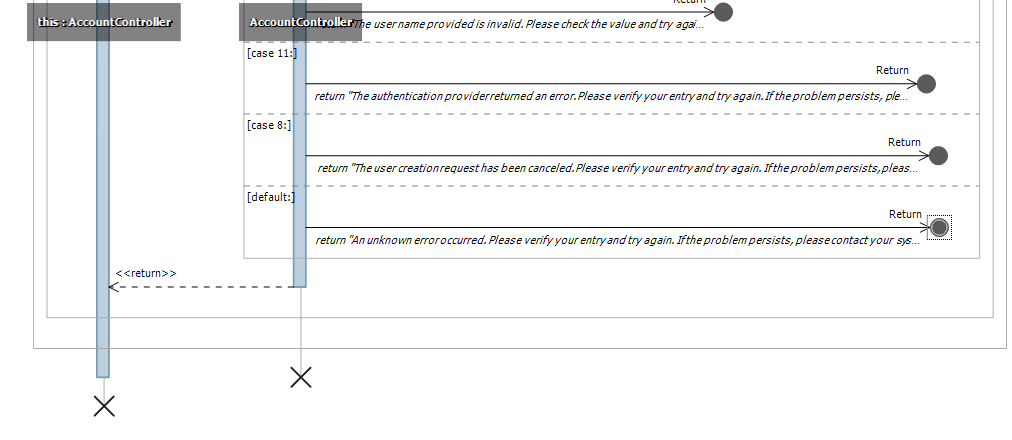 Return
this : AccountController
AccountController
The user name provided is invalid. Please check the value and try agai...
[case 11:]
Return
return "The authentication provider returned an error. Please verify your entry and try again. If the problem persists, ple...
[case 8:]
Return
return "The user creation request has been canceled. Please verify your entry and try again. If the problem persists, pleas...
[default:]
Return
return "An unknown error occurred. Please verify your entry and try again. If the problem persists, please contact your sys...
<<return>>